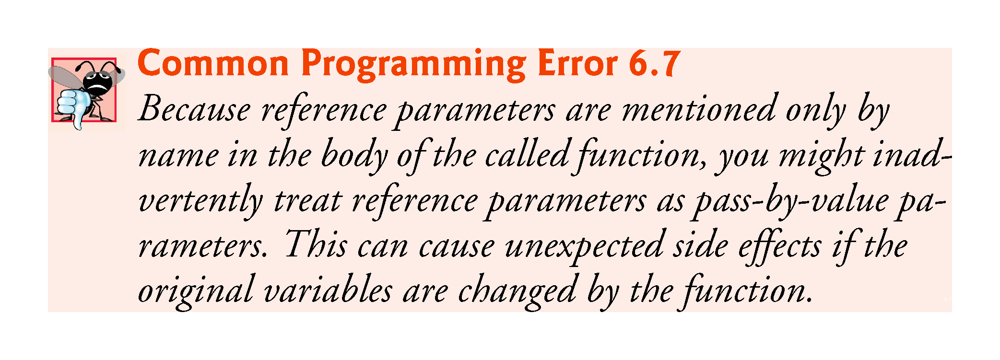 Common Programming Error 6.7
Because reference parameters are mentioned only by
name in the body of the called function, you might inad-
vertently treat reference parameters as pass-by-value pa-
rameters. This can cause unexpected side effects if the
original variables are changed by the function.
67